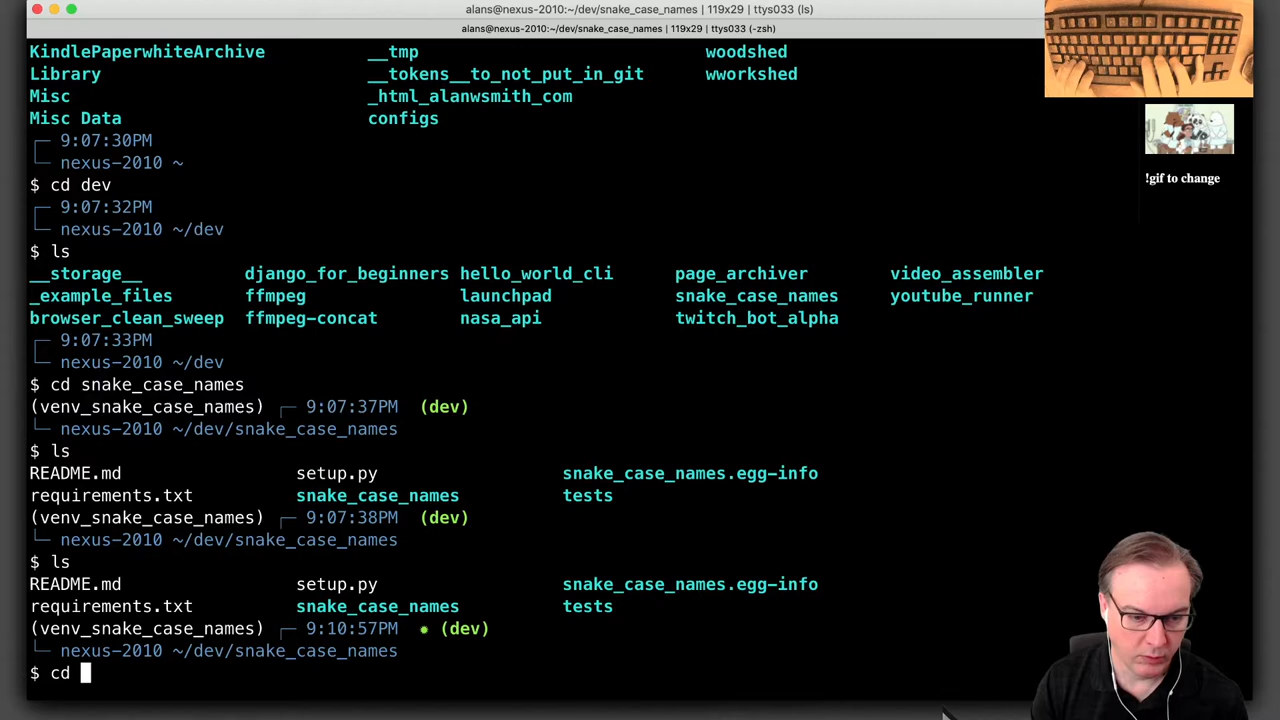 alans@nexus-2010:~/dev/snake_case_names | 119x29 | ttys033 (ls)
alans@nexus-2010:~/dev/snake_case_names | 119x29 | ttys033 (-zsh)
KindlePaperwhiteArchive __tmp woodshed
Library __tokens__to_not_put_in_git wworkshed
Misc _html_alanwsmith_com
Misc Data configs
┌─ 9:07:30PM
└─ nexus-2010 ~
$ cd dev
┌─ 9:07:32PM
└─ nexus-2010 ~/dev
$ ls
__storage__ django_for_beginners hello_world_cli page_archiver video_assembler
_example_files ffmpeg launchpad snake_case_names youtube_runner
browser_clean_sweep ffmpeg-concat nasa_api twitch_bot_alpha
┌─ 9:07:33PM
└─ nexus-2010 ~/dev
$ cd snake_case_names
(venv_snake_case_names) ┌─ 9:07:37PM (dev)
└─ nexus-2010 ~/dev/snake_case_names
$ ls
README.md setup.py snake_case_names.egg-info
requirements.txt snake_case_names tests
(venv_snake_case_names) ┌─ 9:07:38PM (dev)
└─ nexus-2010 ~/dev/snake_case_names
$ ls
README.md setup.py snake_case_names.egg-info
requirements.txt snake_case_names tests
(venv_snake_case_names) ┌─ 9:10:57PM ● (dev)
└─ nexus-2010 ~/dev/snake_case_names
$ cd
!gif to change